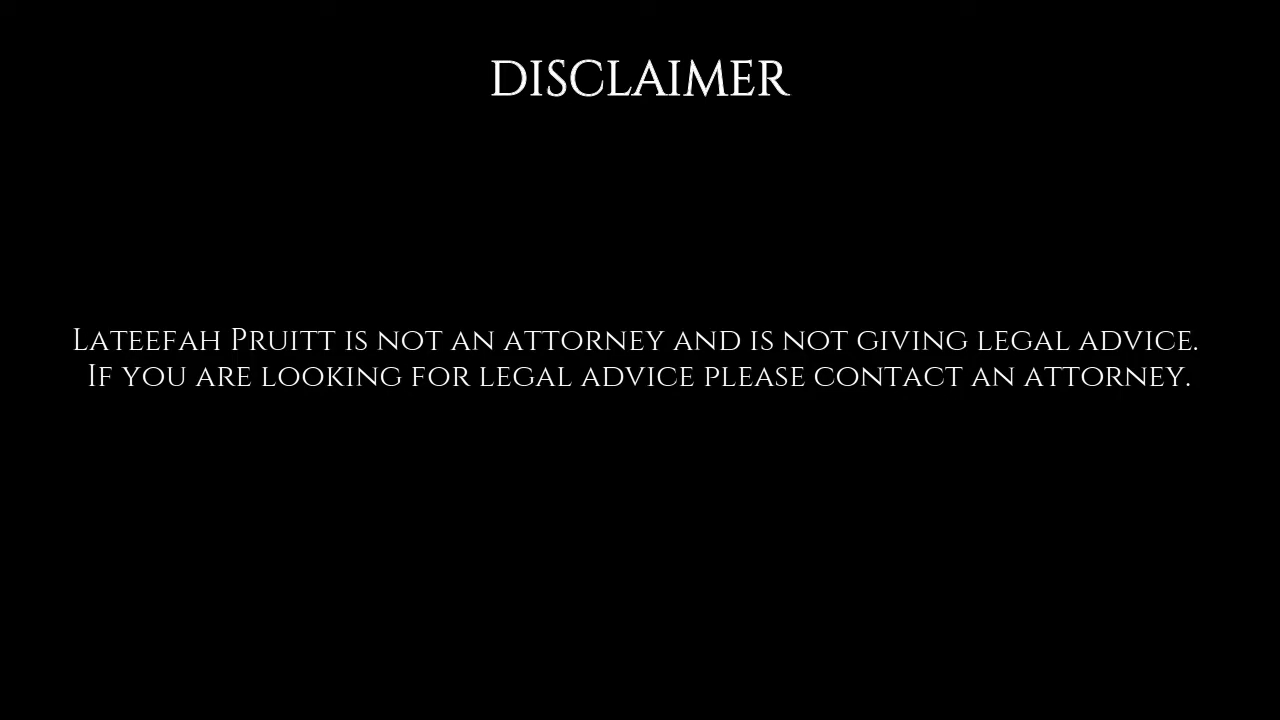 DISCLAIMER
Lateefah Pruitt is not an attorney and is not giving legal advice.
If you are looking for legal advice please contact an attorney.